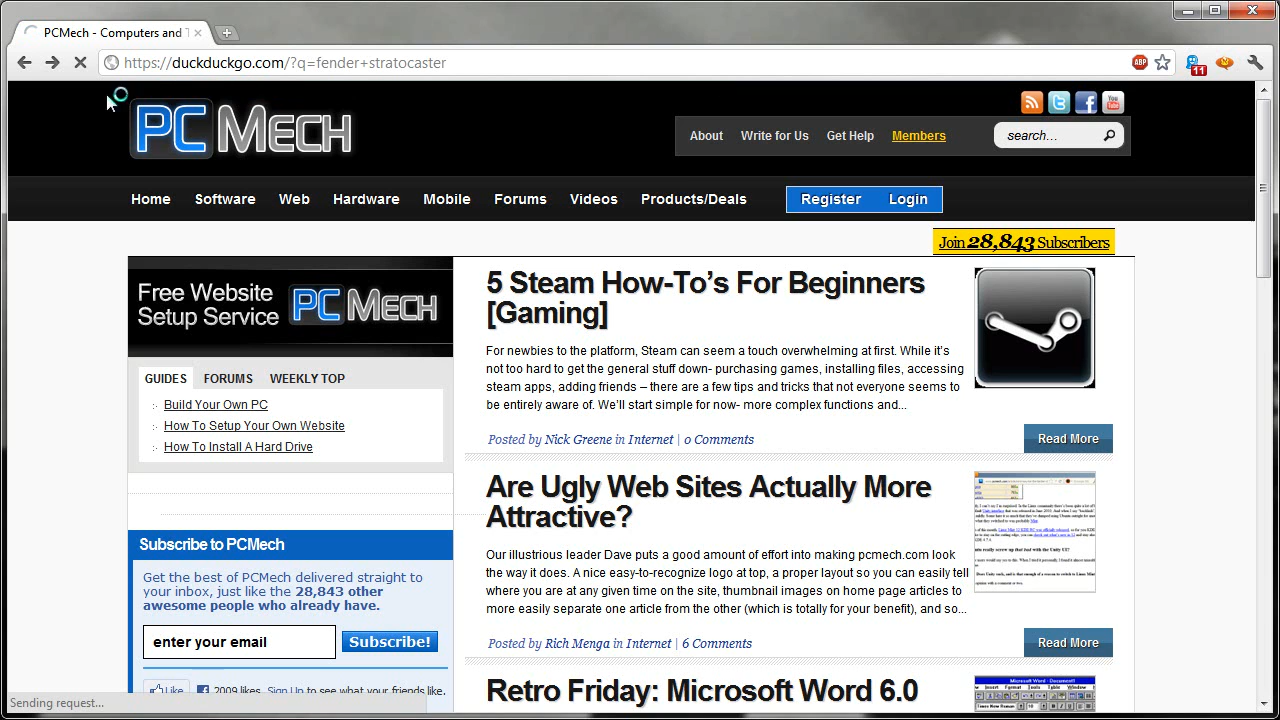 PCMech - Computers and T
https://duckduckgo.com/?q=fender+stratocaster
ABP
11
PC MECH
You Tube
About Write for Us Get Help Members
search...
Home Software Web Hardware Mobile Forums Videos Products/Deals Register Login
Join 28,843 Subscribers
Free Website
Setup Service
PC MECH
GUIDES FORUMS WEEKLY TOP
Build Your Own PC
How To Setup Your Own Website
How To Install A Hard Drive
Subscribe to PCMech
Get the best of PCMech delivered straight to
your inbox, just like the 28,843 other
awesome people who already have.
enter your email Subscribe!
Like 2009 likes. Sign Up to see what your friends like.
Sending request...
5 Steam How-To’s For Beginners
[Gaming]
For newbies to the platform, Steam can seem a touch overwhelming at first. While it’s
not too hard to get the general stuff down- purchasing games, installing files, accessing
steam apps, adding friends – there are a few tips and tricks that not everyone seems to
be entirely aware of. We’ll start simple for now- more complex functions and...
Posted by Nick Greene in Internet | 0 Comments
Read More
Are Ugly Web Sites Actually More
Attractive?
Our illustrious leader Dave puts a good amount of effort in making pcmech.com look
the way it does. An easy-to-recognize logo up top, a proper layout so you can easily tell
where you are any given time on the site, thumbnail images on home page articles to
more easily separate one article from the other (which is totally for your benefit), and so...
Posted by Rich Menga in Internet | 6 Comments
Read More
Retro Friday: Microsoft Word 6.0